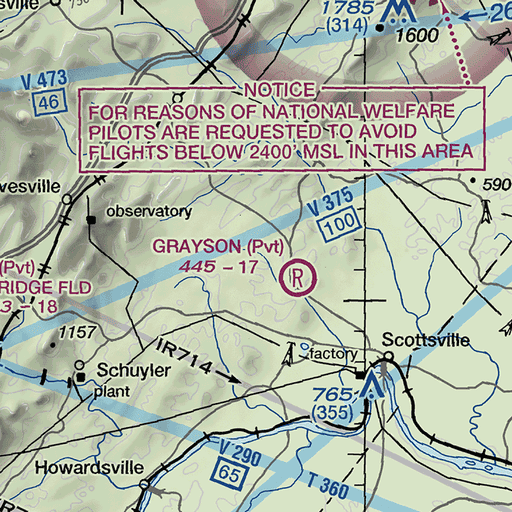 sville
750
1785
(314)
1600
26
V 473
46
NOTICE
FOR REASONS OF NATIONAL WELFARE
PILOTS ARE REQUESTED TO AVOID
FLIGHTS BELOW 2400' MSL IN THIS AREA
590
vesville
observatory
V 375
100
GRAYSON (Pvt)
445 – 17
R
(Pvt)
RIDGE FLD
3 – 18
1157
IR714
factory
Scottsville
Schuyler
plant
765
(355)
V 290
65
T 360
Howardsville